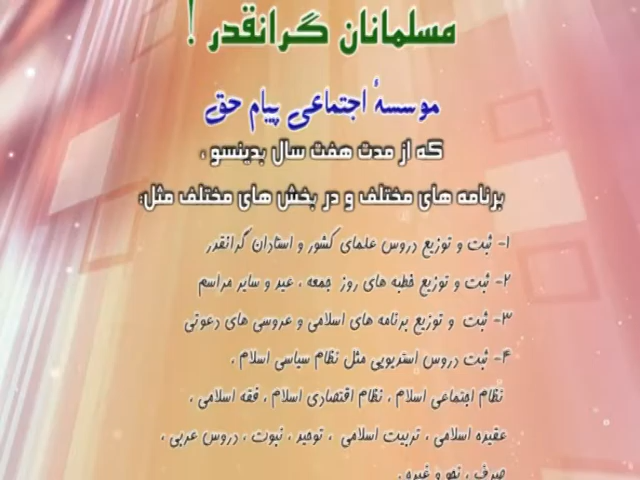 مسلمانان گرانقدر !
موسسهٔ اجتماعی پیام حق
که از مدت هفت سال بدینسو ،
برنامه های مختلف و در بخش های مختلف مثل:
۱- ثبت و توزیع دروس علمای کشور و استادان گرانقدر
۲- ثبت و توزیع خطبه های روز جمعه ، عید و سایر مراسم
۳- ثبت و توزیع برنامه های اسلامی و عروسی های دعوتی
۴- ثبت دروس استریویی مثل نظام سیاسی اسلام ،
نظام اجتماعی اسلام ، نظام اقتصادی اسلام ، فقه اسلامی ،
عقیده اسلامی ، تربیت اسلامی ، توحید ، نبوت ، دروس عربی ،
صرف ، نحو و غیره .